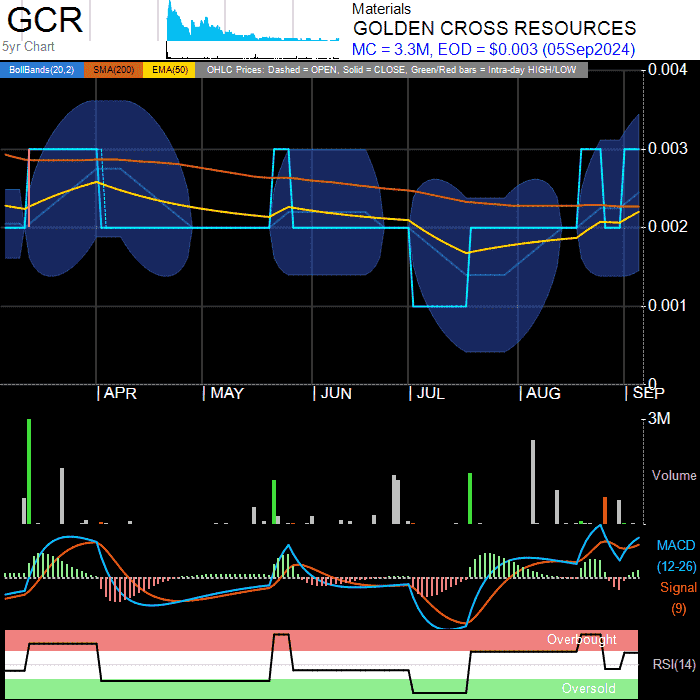 GCR
5yr Chart
Materials
GOLDEN CROSS RESOURCES
MC = 3.3M, EOD = $0.003 (05Sep2024)
BollBands(20,2) SMA(200) EMA(50) OHLC Prices: Dashed = OPEN, Solid = CLOSE, Green/Red bars = Intra-day HIGH/LOW
0.004
0.003
0.002
0.001
0
APR MAY JUN JUL AUG SEP
3M
Volume
MACD
(12-26)
Signal
(9)
Overbought
RSI(14)
Oversold